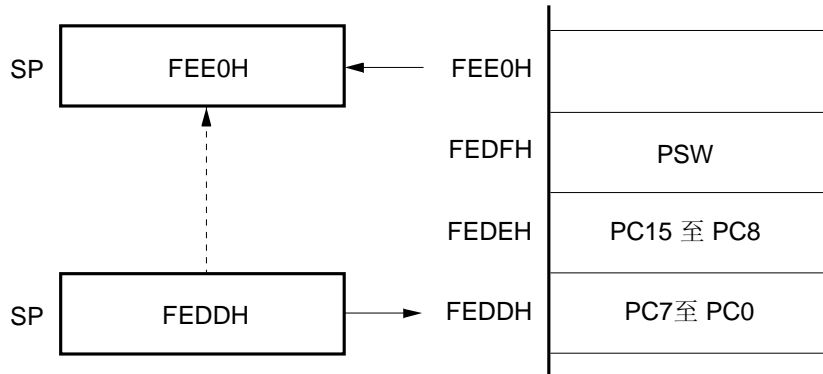 SP FEE0H FEE0H
FEDFH PSW
FEDEH PC15 至 PC8
SP FEDDH FEDDH PC7至 PC0